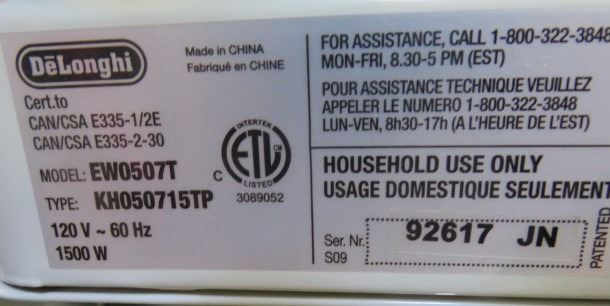 DeLonghi
Made in CHINA
Fabriqué en CHINE
Cert.to
CAN/CSA E335-1/2E
CAN/CSA E335-2-30
MODEL: EW0507T
TYPE: KH050715TP
120 V ~ 60 Hz
1500 W
INTERTEK
C ETL CM
LISTED
3089052
FOR ASSISTANCE, CALL 1-800-322-3848
MON-FRI, 8.30-5 PM (EST)
POUR ASSISTANCE TECHNIQUE VEUILLEZ
APPELER LE NUMERO 1-800-322-3848
LUN-VEN, 8h30-17h (A L'HEURE DE L'EST)
HOUSEHOLD USE ONLY
USAGE DOMESTIQUE SEULEMENT
Ser. Nr. 92617 JN
S09
PATENTED